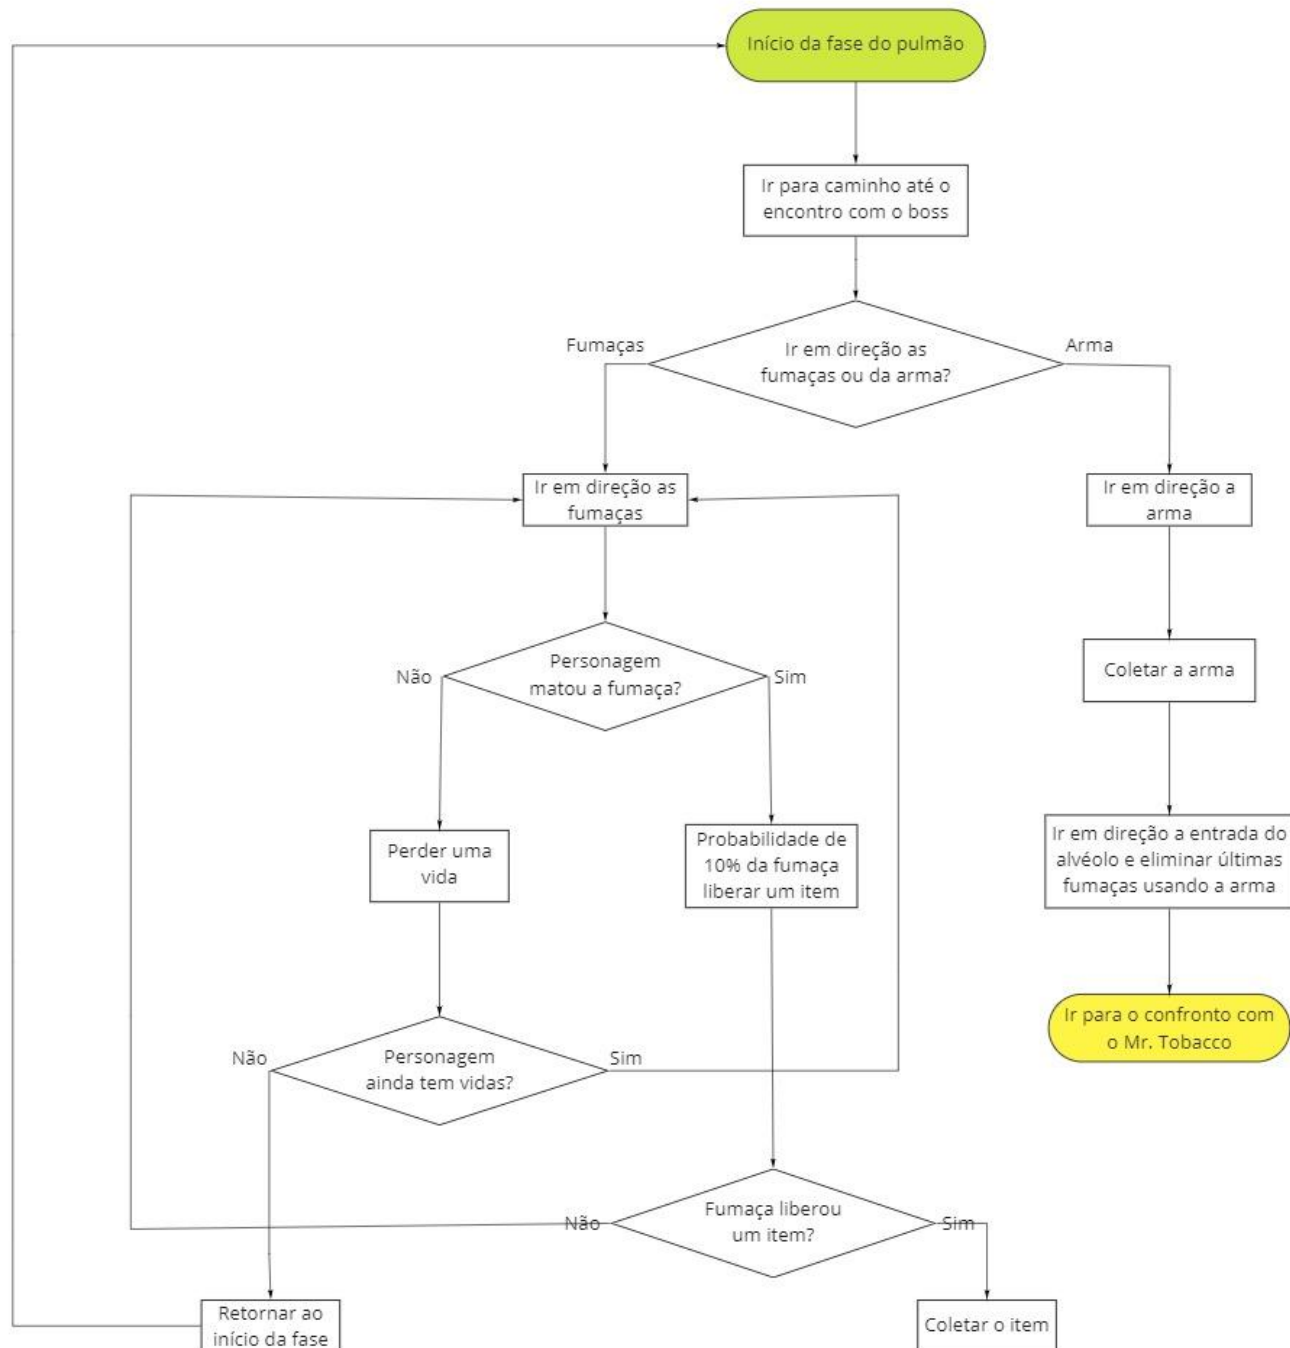 Início da fase do pulmão
Ir para caminho até o
encontro com o boss
Fumaças
Ir em direção as
fumaças ou da arma?
Arma
Ir em direção as
fumaças
Ir em direção a
arma
Não
Personagem
matou a fumaça?
Sim
Coletar a arma
Perder uma
vida
Probabilidade de
10% da fumaça
liberar um item
Ir em direção a entrada do
alvéolo e eliminar últimas
fumaças usando a arma
Ir para o confronto com
o Mr. Tobacco
Não
Personagem
ainda tem vidas?
Sim
Não
Fumaça liberou
um item?
Sim
Retornar ao
início da fase
Coletar o item